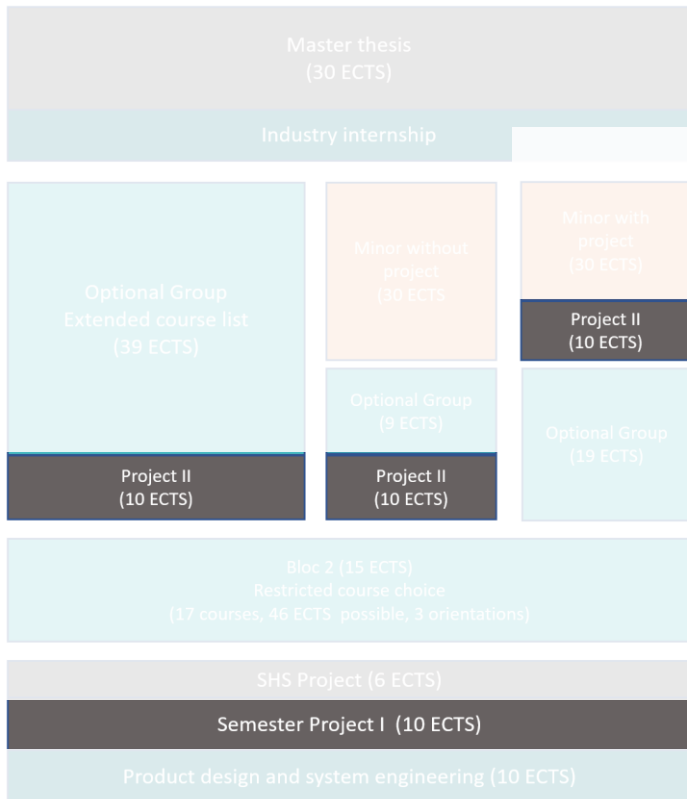 Master thesis
(30 ECTS)
Industry internship
Optional Group
Extended course list
(39 ECTS)
Project II
(10 ECTS)
Minor without
project
(30 ECTS
Optional Group
(9 ECTS)
Project II
(10 ECTS)
Minor with
project
(30 ECTS)
Project II
(10 ECTS)
Optional Group
(19 ECTS)
Bloc 2 (15 ECTS)
Restricted course choice
(17 courses, 46 ECTS possible, 3 orientations)
SHS Project (6 ECTS)
Semester Project I (10 ECTS)
Product design and system engineering (10 ECTS)